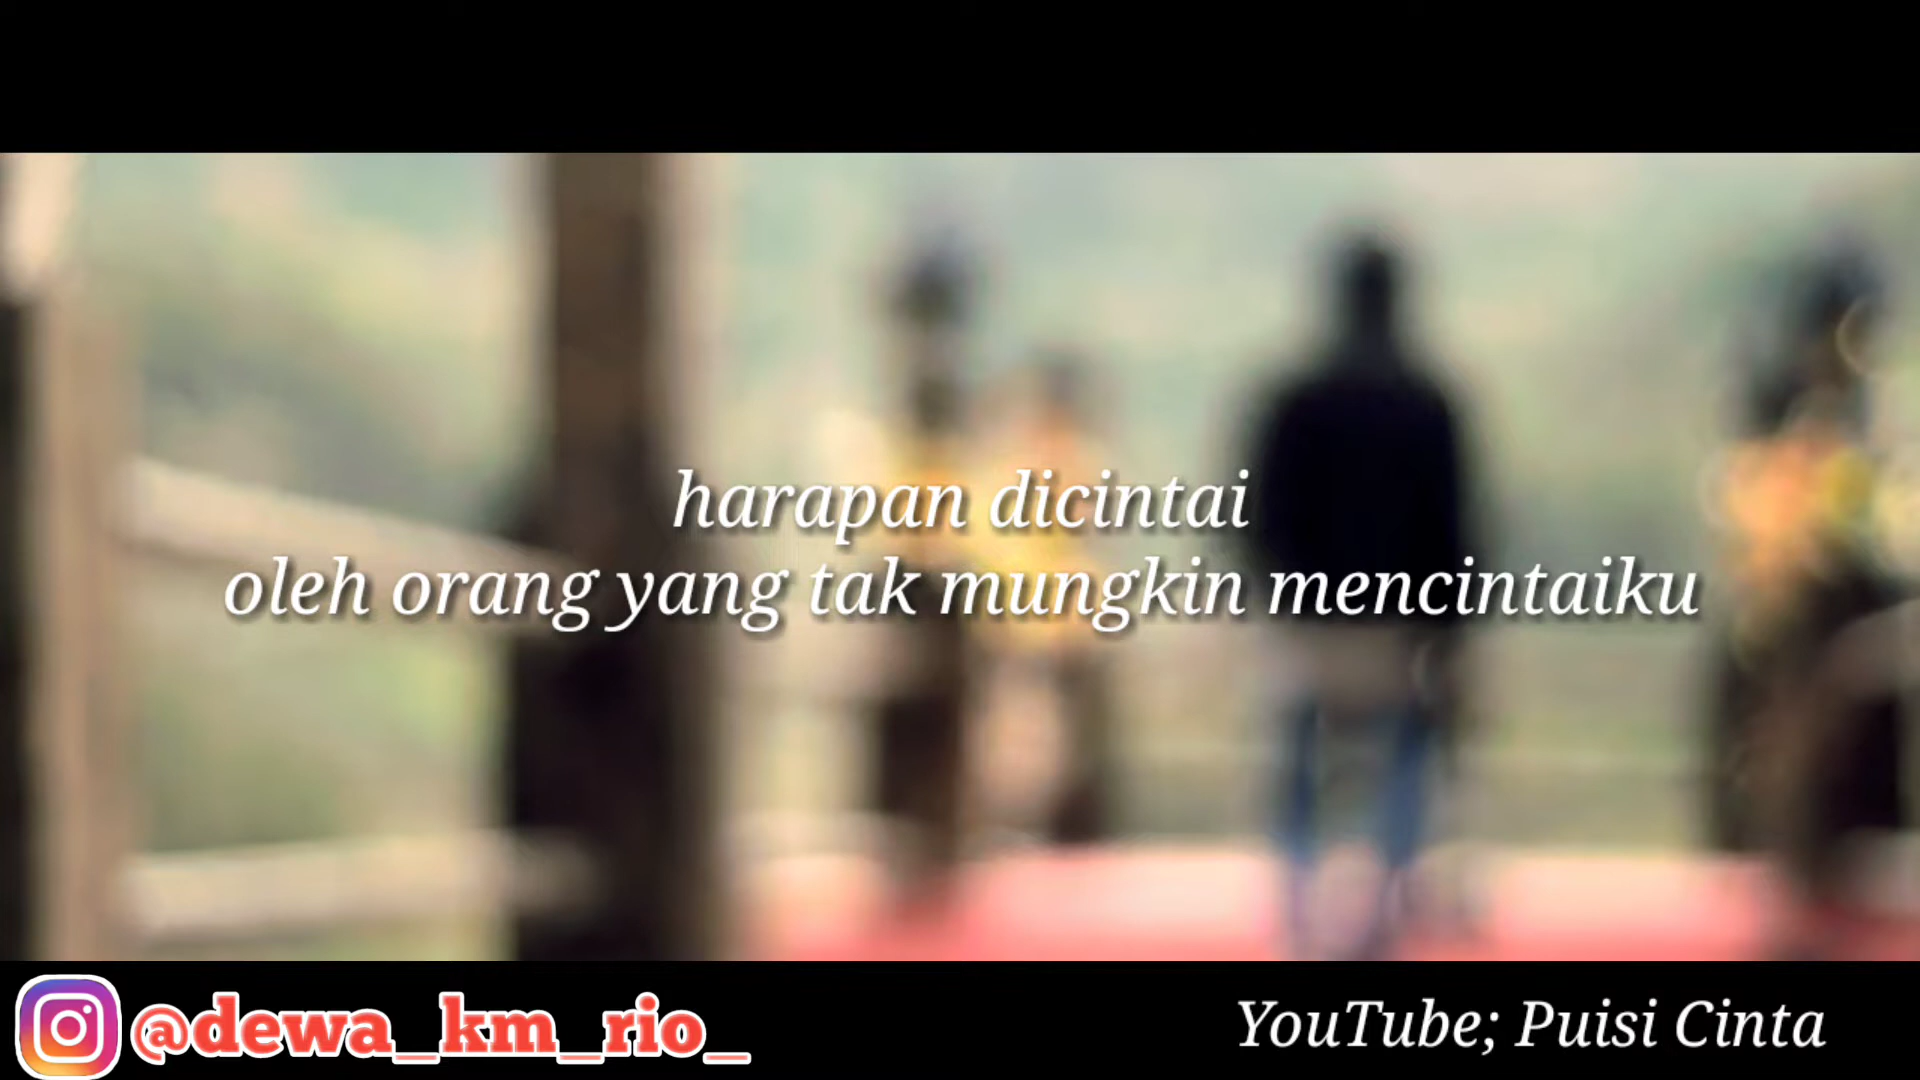 harapan dicintai
oleh orang yang tak mungkin mencintaiku
@dewa_km_rio_
YouTube; Puisi Cinta